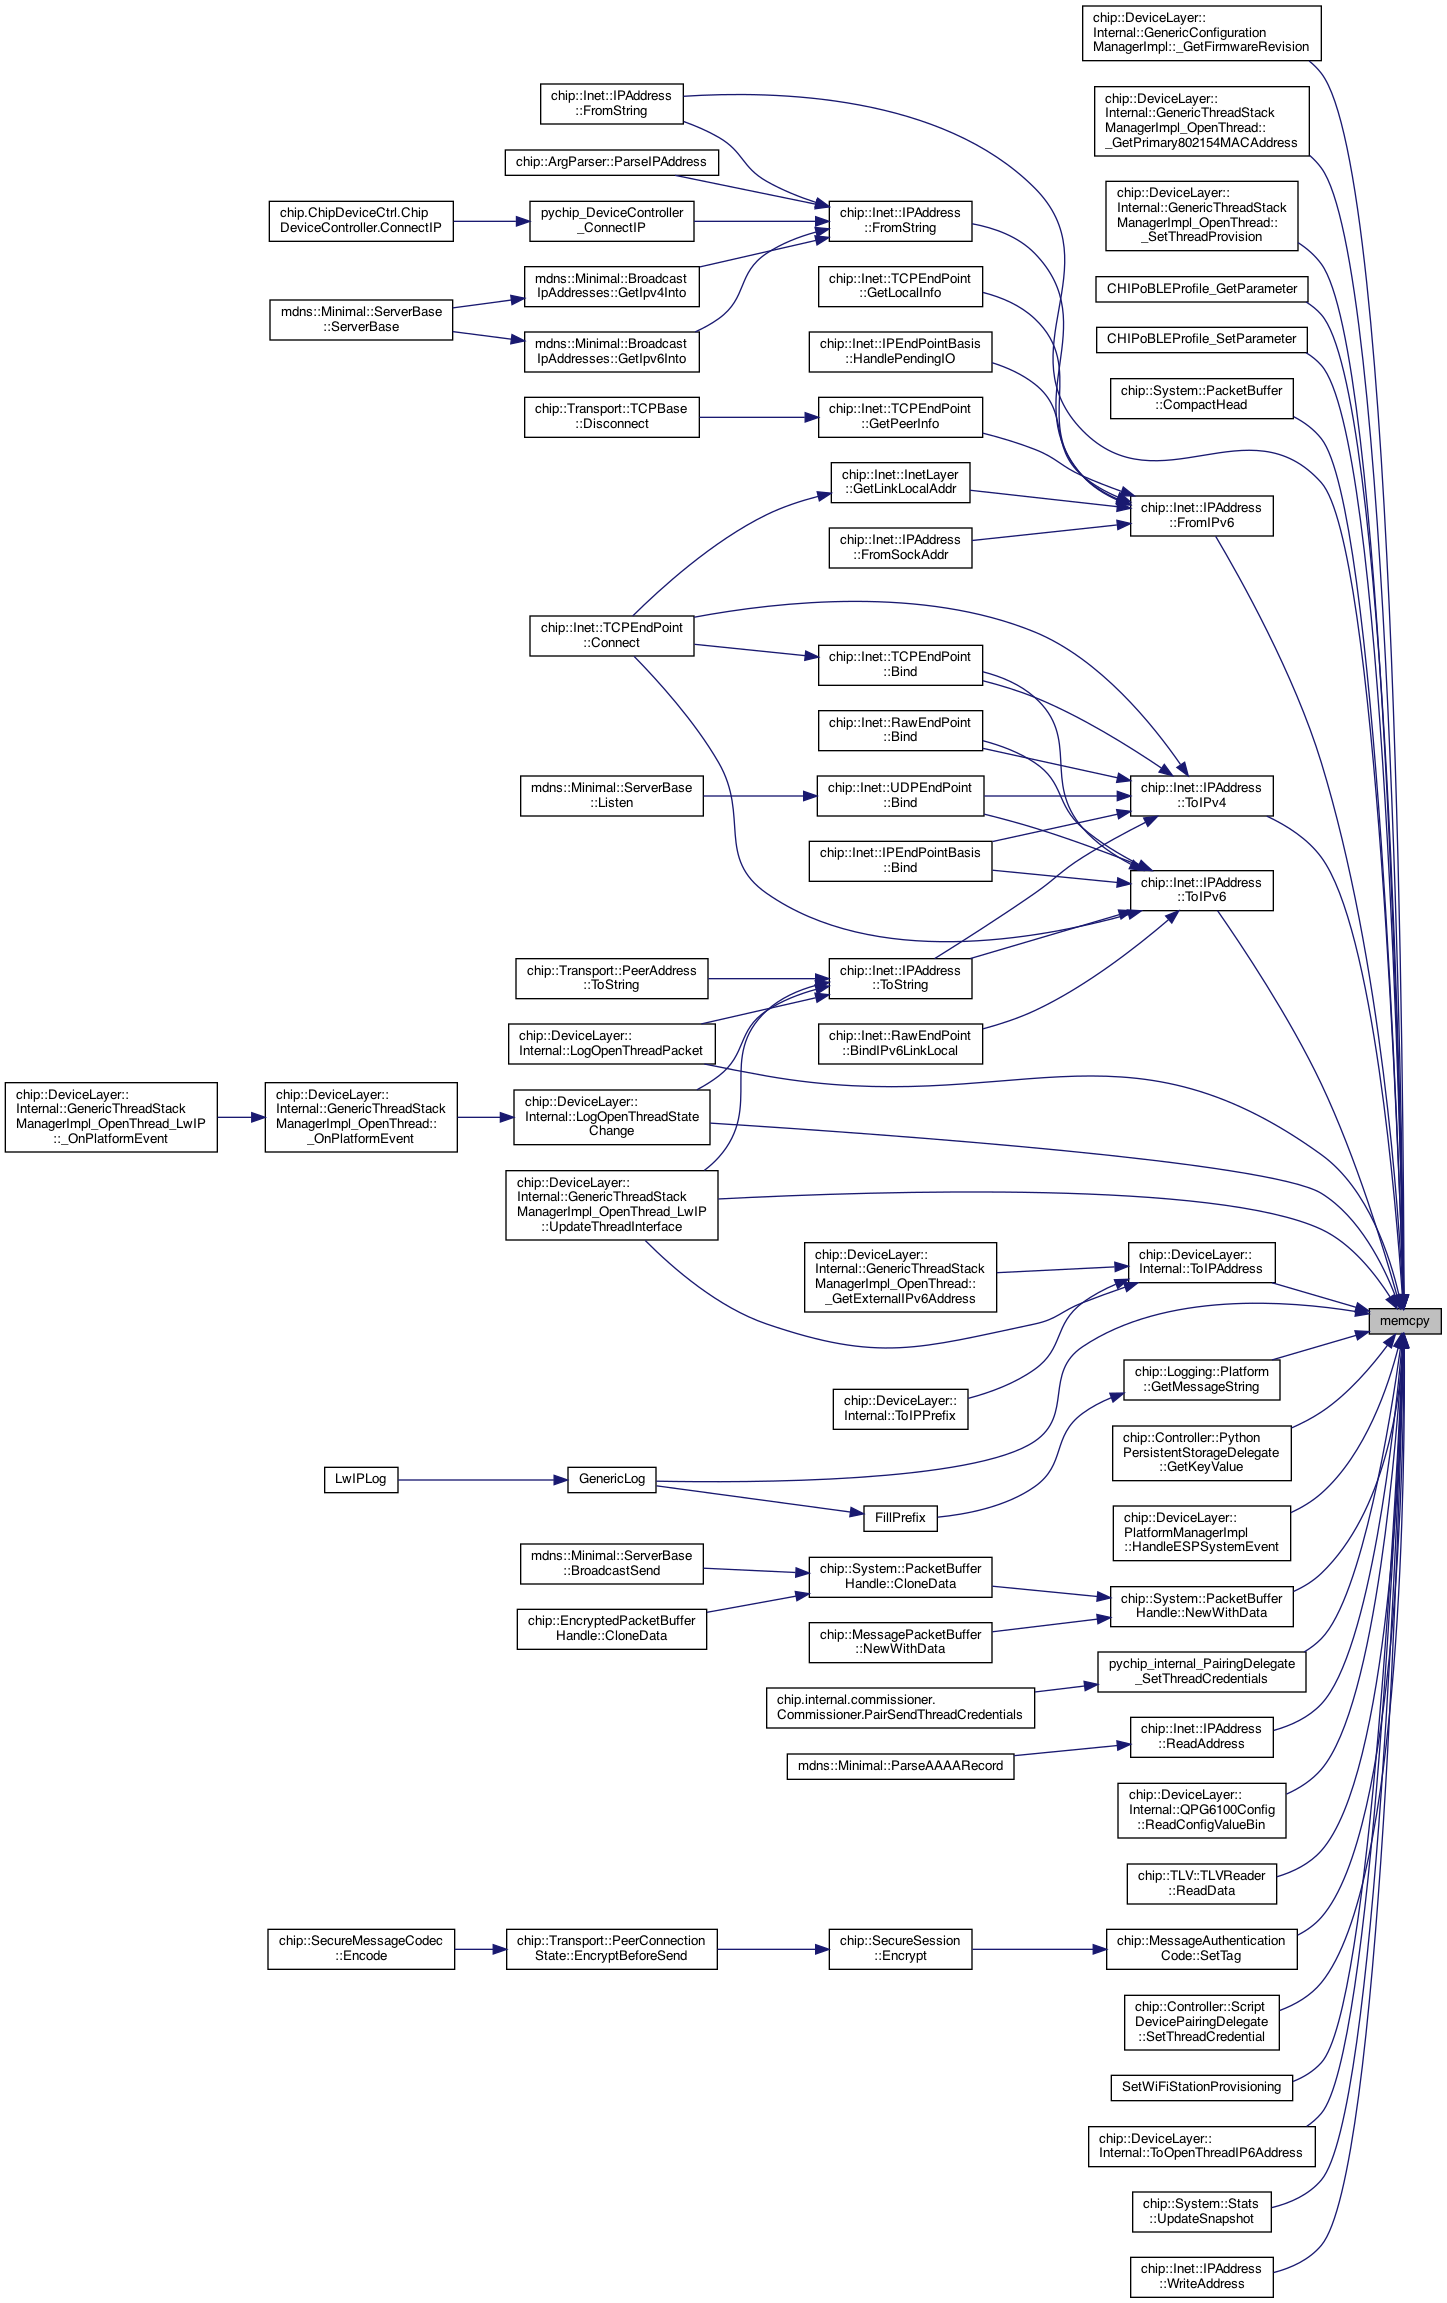 chip::DeviceLayer::
Internal::GenericConfiguration
ManagerImpl::_GetFirmwareRevision
chip::Inet::IPAddress
::FromString
chip::DeviceLayer::
Internal::GenericThreadStack
ManagerImpl_OpenThread::
_GetPrimary802154MACAddress
chip::ArgParser::ParseIPAddress
chip.ChipDeviceCtrl.Chip
DeviceController.ConnectIP
pychip_DeviceController
_ConnectIP
chip::Inet::IPAddress
::FromString
chip::DeviceLayer::
Internal::GenericThreadStack
ManagerImpl_OpenThread::
_SetThreadProvision
mdns::Minimal::Broadcast
IpAddresses::GetIpv4Into
chip::Inet::TCPEndPoint
::GetLocalInfo
CHIPoBLEProfile_GetParameter
mdns::Minimal::ServerBase
::ServerBase
mdns::Minimal::Broadcast
IpAddresses::GetIpv6Into
chip::Inet::IPEndPointBasis
::HandlePendingIO
CHIPoBLEProfile_SetParameter
chip::Transport::TCPBase
::Disconnect
chip::Inet::TCPEndPoint
::GetPeerInfo
chip::System::PacketBuffer
::CompactHead
chip::Inet::InetLayer
::GetLinkLocalAddr
chip::Inet::IPAddress
::FromIPv6
chip::Inet::IPAddress
::FromSockAddr
chip::Inet::TCPEndPoint
::Connect
chip::Inet::TCPEndPoint
::Bind
chip::Inet::RawEndPoint
::Bind
mdns::Minimal::ServerBase
::Listen
chip::Inet::UDPEndPoint
::Bind
chip::Inet::IPAddress
::ToIPv4
chip::Inet::IPEndPointBasis
::Bind
chip::Inet::IPAddress
::ToIPv6
chip::Transport::PeerAddress
::ToString
chip::Inet::IPAddress
::ToString
chip::DeviceLayer::
Internal::LogOpenThreadPacket
chip::Inet::RawEndPoint
::BindIPv6LinkLocal
chip::DeviceLayer::
Internal::GenericThreadStack
ManagerImpl_OpenThread_LwIP
::_OnPlatformEvent
chip::DeviceLayer::
Internal::GenericThreadStack
ManagerImpl_OpenThread::
_OnPlatformEvent
chip::DeviceLayer::
Internal::LogOpenThreadState
Change
chip::DeviceLayer::
Internal::GenericThreadStack
ManagerImpl_OpenThread_LwIP
::UpdateThreadInterface
chip::DeviceLayer::
Internal::GenericThreadStack
ManagerImpl_OpenThread::
_GetExternalIPv6Address
chip::DeviceLayer::
Internal::ToIPAddress
memcpy
chip::DeviceLayer::
Internal::ToIPPrefix
chip::Logging::Platform
::GetMessageString
chip::Controller::Python
PersistentStorageDelegate
::GetKeyValue
LwIPLog
GenericLog
FillPrefix
chip::DeviceLayer::
PlatformManagerImpl
::HandleESPSystemEvent
mdns::Minimal::ServerBase
::BroadcastSend
chip::System::PacketBuffer
Handle::CloneData
chip::System::PacketBuffer
Handle::NewWithData
chip::EncryptedPacketBuffer
Handle::CloneData
chip::MessagePacketBuffer
::NewWithData
pychip_internal_PairingDelegate
_SetThreadCredentials
chip.internal.commissioner.
Commissioner.PairSendThreadCredentials
chip::Inet::IPAddress
::ReadAddress
mdns::Minimal::ParseAAAARecord
chip::DeviceLayer::
Internal::QPG6100Config
::ReadConfigValueBin
chip::TLV::TLVReader
::ReadData
chip::SecureMessageCodec
::Encode
chip::Transport::PeerConnection
State::EncryptBeforeSend
chip::SecureSession
::Encrypt
chip::MessageAuthentication
Code::SetTag
chip::Controller::Script
DevicePairingDelegate
::SetThreadCredential
SetWiFiStationProvisioning
chip::DeviceLayer::
Internal::ToOpenThreadIP6Address
chip::System::Stats
::UpdateSnapshot
chip::Inet::IPAddress
::WriteAddress